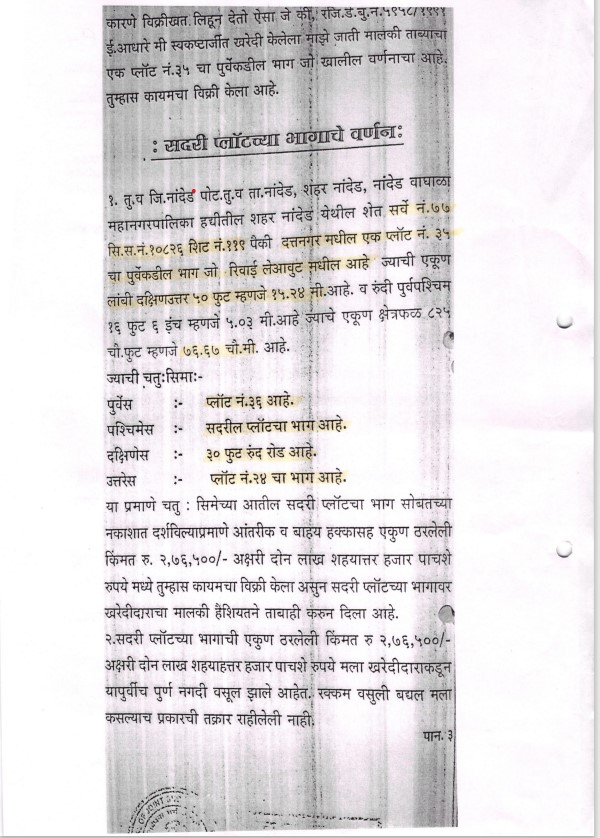 कारणे विक्रीखत लिहून देतो ऐसा जे की, रजि.डं.बु.न.५९५८/१९९१
ई.आधारे मी स्वकष्टार्जीत खरेदी केलेला माझे जाती मालकी ताब्याचा
एक प्लॉट नं.३५ चा पुर्वेकडील भाग जो खालील वर्णनाचा आहे.
तुम्हास कायमचा विक्री केला आहे.
: सदरी प्लॉटच्या भागाचे वर्णन:
१. तु.व जि.नांदेड पोट.तु.व ता.नांदेड, शहर नांदेड, नांदेड वाघाळा
महानगरपालिका हद्यीतील शहर नांदेड येथील शेत सर्वे नं.७७
सि.स.नं.१०८२६ शिट नं.११९ पैकी दत्तनगर मधील एक प्लॉट नं. ३५
चा पुर्वेकडील भाग जो रिवाई लेआवुट मधील आहे ज्याची एकूण
लांबी दक्षिणउत्तर ५० फुट म्हणजे १५.२४ मी.आहे. व रुंदी पुर्वपश्चिम
१६ फुट ६ इंच म्हणजे ५.०३ मी.आहे ज्याचे एकूण क्षेत्रफळ ८२५
चौ.फुट म्हणजे ७६.६७ चौ.मी. आहे.
ज्याची चतु:सिमा:-
पुर्वेस :- प्लॉट नं.३६ आहे.
पश्चिमेस :- सदरील प्लॉटचा भाग आहे.
दक्षिणेस :- ३० फुट रुंद रोड आहे.
उत्तरेस :- प्लॉट नं.२४ चा भाग आहे.
या प्रमाणे चतु : सिमेच्या आतील सदरी प्लॉटचा भाग सोबतच्या
नकाशात दर्शविल्याप्रमाणे आंतरीक व बाहय हक्कासह एकुण ठरलेली
किंमत रु. २,७६,५००/- अक्षरी दोन लाख शहयात्तर हजार पाचशे
रुपये मध्ये तुम्हास कायमचा विक्री केला असुन सदरी प्लॉटच्या भागावर
खरेदीदाराचा मालकी हैशियतने ताबाही करुन दिला आहे.
२.सदरी प्लॉटच्या भागाची एकुण ठरलेली किंमत रु २,७६,५००/-
अक्षरी दोन लाख शहयाहत्तर हजार पाचशे रुपये मला खरेदीदाराकडून
यापुर्वीच पुर्ण नगदी वसूल झाले आहेत. रक्कम वसुली बद्यल मला
कसल्याच प्रकारची तक्रार राहीलेली नाही.
पान. ३
OF JOINT